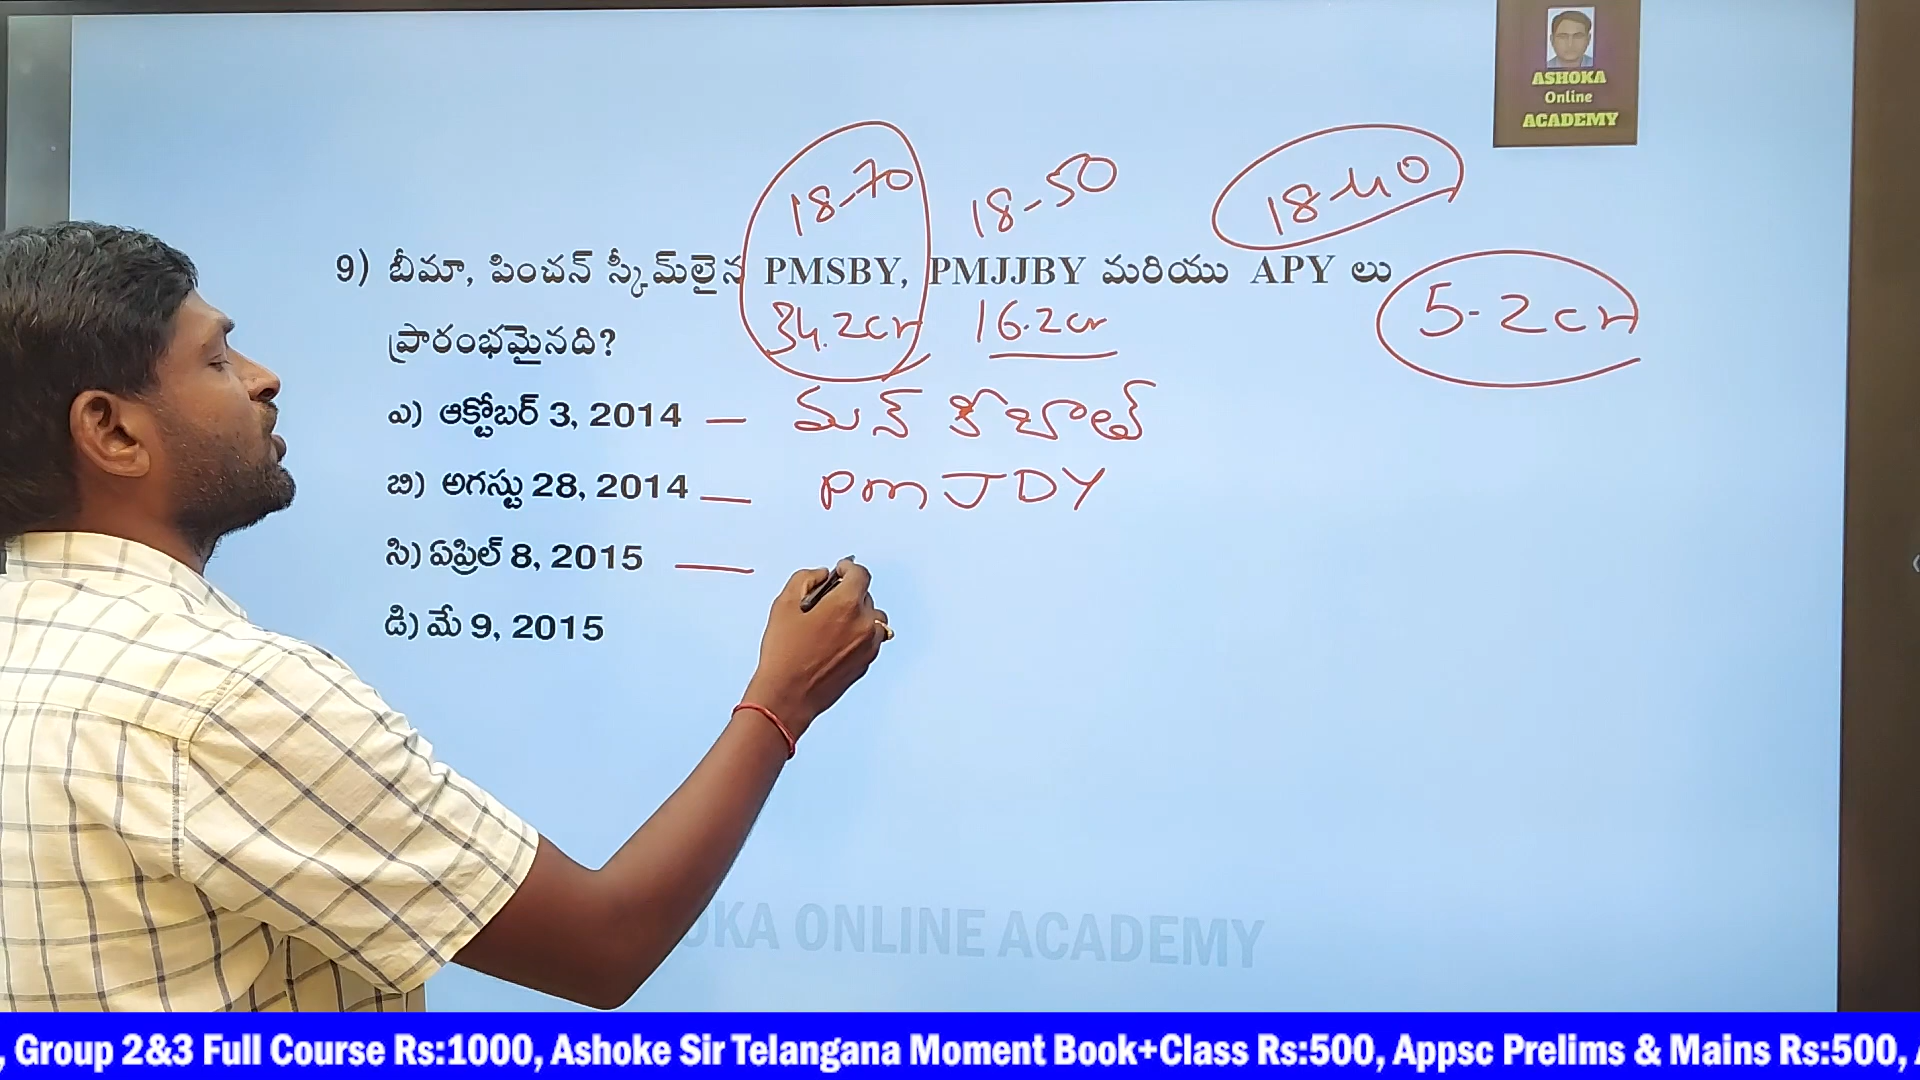 ASHOKA
Online
ACADEMY
18-70 18-50 18-40
9) బీమా, పించన్ స్కీమ్‌లైన PMSBY, PMJJBY మరియు APY లు
34.2cr 16.2cr 5.2cr
ప్రారంభమైనది?
ఎ) ఆక్టోబర్ 3, 2014 — మన్ కీ బాత్
బి) అగస్టు 28, 2014 — PMJDY
సి) ఏప్రిల్ 8, 2015 —
డి) మే 9, 2015
OKA ONLINE ACADEMY
, Group 2&3 Full Course Rs:1000, Ashoke Sir Telangana Moment Book+Class Rs:500, Appsc Prelims & Mains Rs:500,